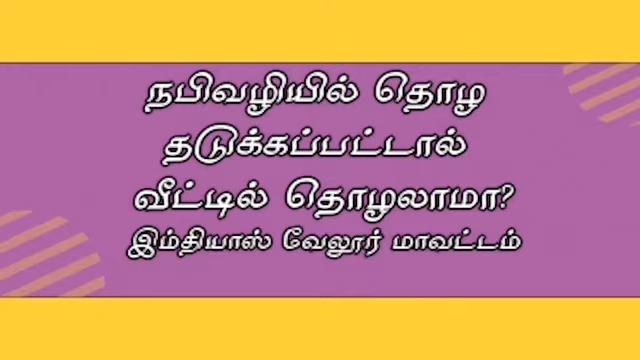 நபிவழியில் தொழ
தடுக்கப்பட்டால்
வீட்டில் தொழலாமா?
இம்தியாஸ் வேலூர் மாவட்டம்